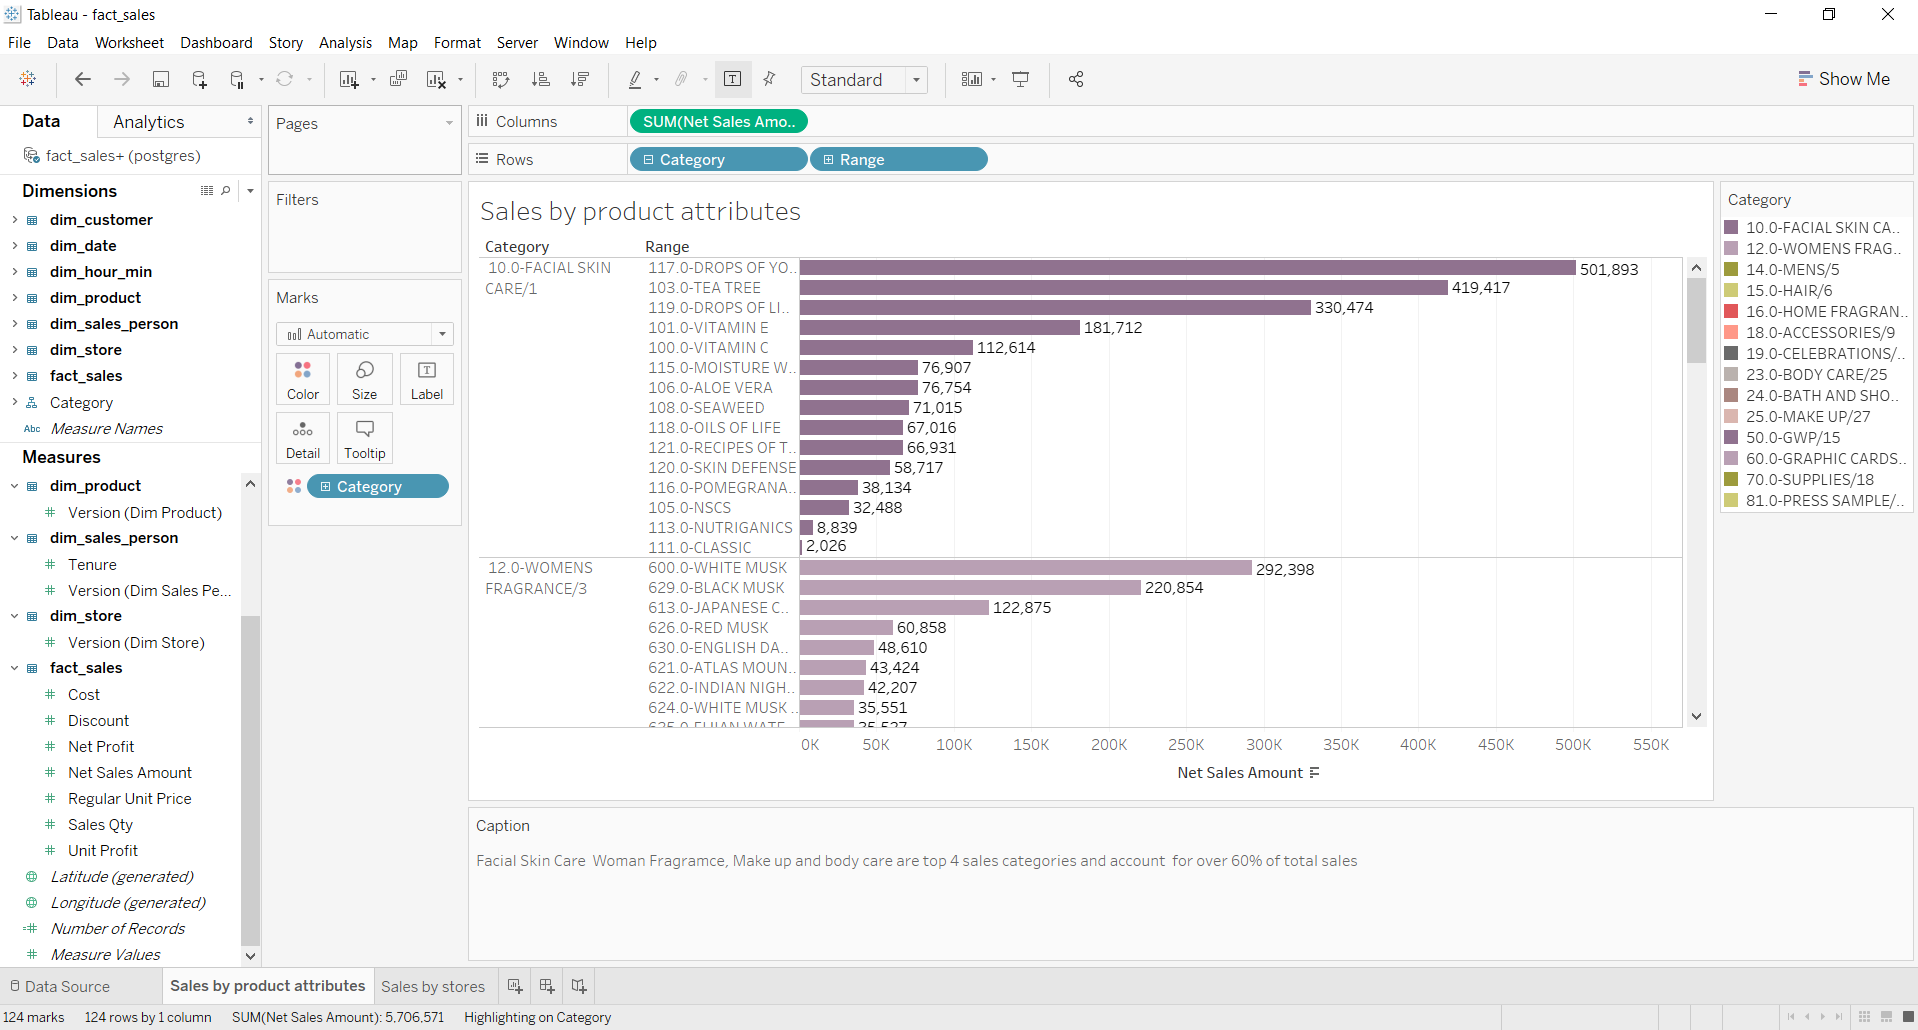 Tableau - fact_sales
File Data Worksheet Dashboard Story Analysis Map Format Server Window Help
Standard
Show Me
Data Analytics
fact_sales+ (postgres)
Dimensions
dim_customer
dim_date
dim_hour_min
dim_product
dim_sales_person
dim_store
fact_sales
Category
Abc Measure Names
Measures
dim_product
Version (Dim Product)
dim_sales_person
Tenure
Version (Dim Sales Pe...
dim_store
Version (Dim Store)
fact_sales
Cost
Discount
Net Profit
Net Sales Amount
Regular Unit Price
Sales Qty
Unit Profit
Latitude (generated)
Longitude (generated)
Number of Records
Measure Values
Pages
Filters
Marks
Automatic
Color Size Label
Detail Tooltip
Category
Columns SUM(Net Sales Amo..
Rows Category Range
Sales by product attributes
Category Range
10.0-FACIAL SKIN
CARE/1
117.0-DROPS OF YO.. 501,893
103.0-TEA TREE 419,417
119.0-DROPS OF LI.. 330,474
101.0-VITAMIN E 181,712
100.0-VITAMIN C 112,614
115.0-MOISTURE W.. 76,907
106.0-ALOE VERA 76,754
108.0-SEAWEED 71,015
118.0-OILS OF LIFE 67,016
121.0-RECIPES OF T.. 66,931
120.0-SKIN DEFENSE 58,717
116.0-POMEGRANA.. 38,134
105.0-NSCS 32,488
113.0-NUTRIGANICS 8,839
111.0-CLASSIC 2,026
12.0-WOMENS
FRAGRANCE/3
600.0-WHITE MUSK 292,398
629.0-BLACK MUSK 220,854
613.0-JAPANESE C.. 122,875
626.0-RED MUSK 60,858
630.0-ENGLISH DA.. 48,610
621.0-ATLAS MOUN.. 43,424
622.0-INDIAN NIGH.. 42,207
624.0-WHITE MUSK .. 35,551
0K 50K 100K 150K 200K 250K 300K 350K 400K 450K 500K 550K
Net Sales Amount
Category
10.0-FACIAL SKIN CA..
12.0-WOMENS FRAG..
14.0-MENS/5
15.0-HAIR/6
16.0-HOME FRAGRAN..
18.0-ACCESSORIES/9
19.0-CELEBRATIONS/..
23.0-BODY CARE/25
24.0-BATH AND SHO..
25.0-MAKE UP/27
50.0-GWP/15
60.0-GRAPHIC CARDS..
70.0-SUPPLIES/18
81.0-PRESS SAMPLE/..
Caption
Facial Skin Care  Woman Fragramce, Make up and body care are top 4 sales categories and account  for over 60% of total sales
Data Source Sales by product attributes Sales by stores
124 marks 124 rows by 1 column SUM(Net Sales Amount): 5,706,571 Highlighting on Category